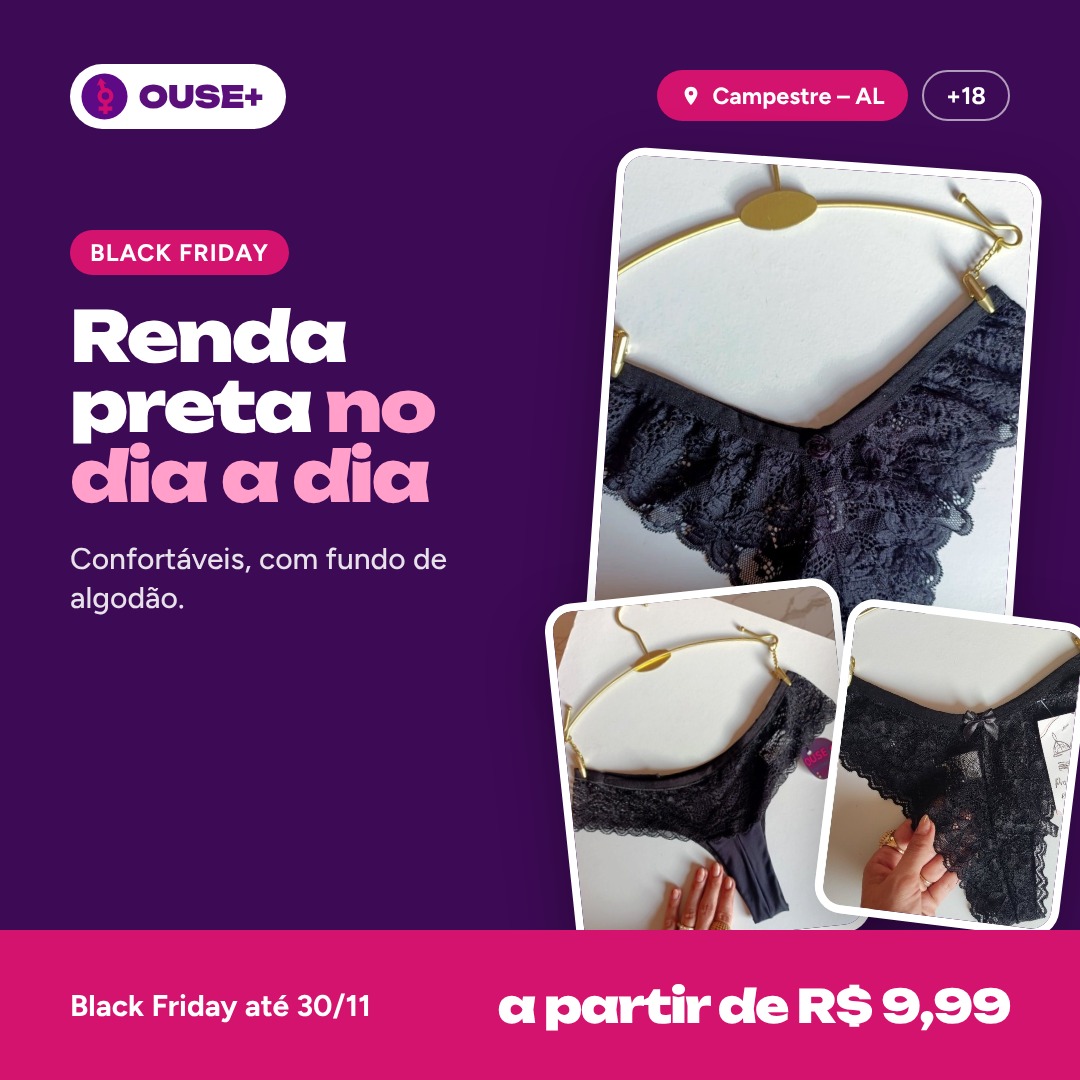 OUSE+
Campestre – AL
+18
BLACK FRIDAY
Renda
preta no
dia a dia
Confortáveis, com fundo de
algodão.
OUSE+
Black Friday até 30/11
a partir de R$ 9,99